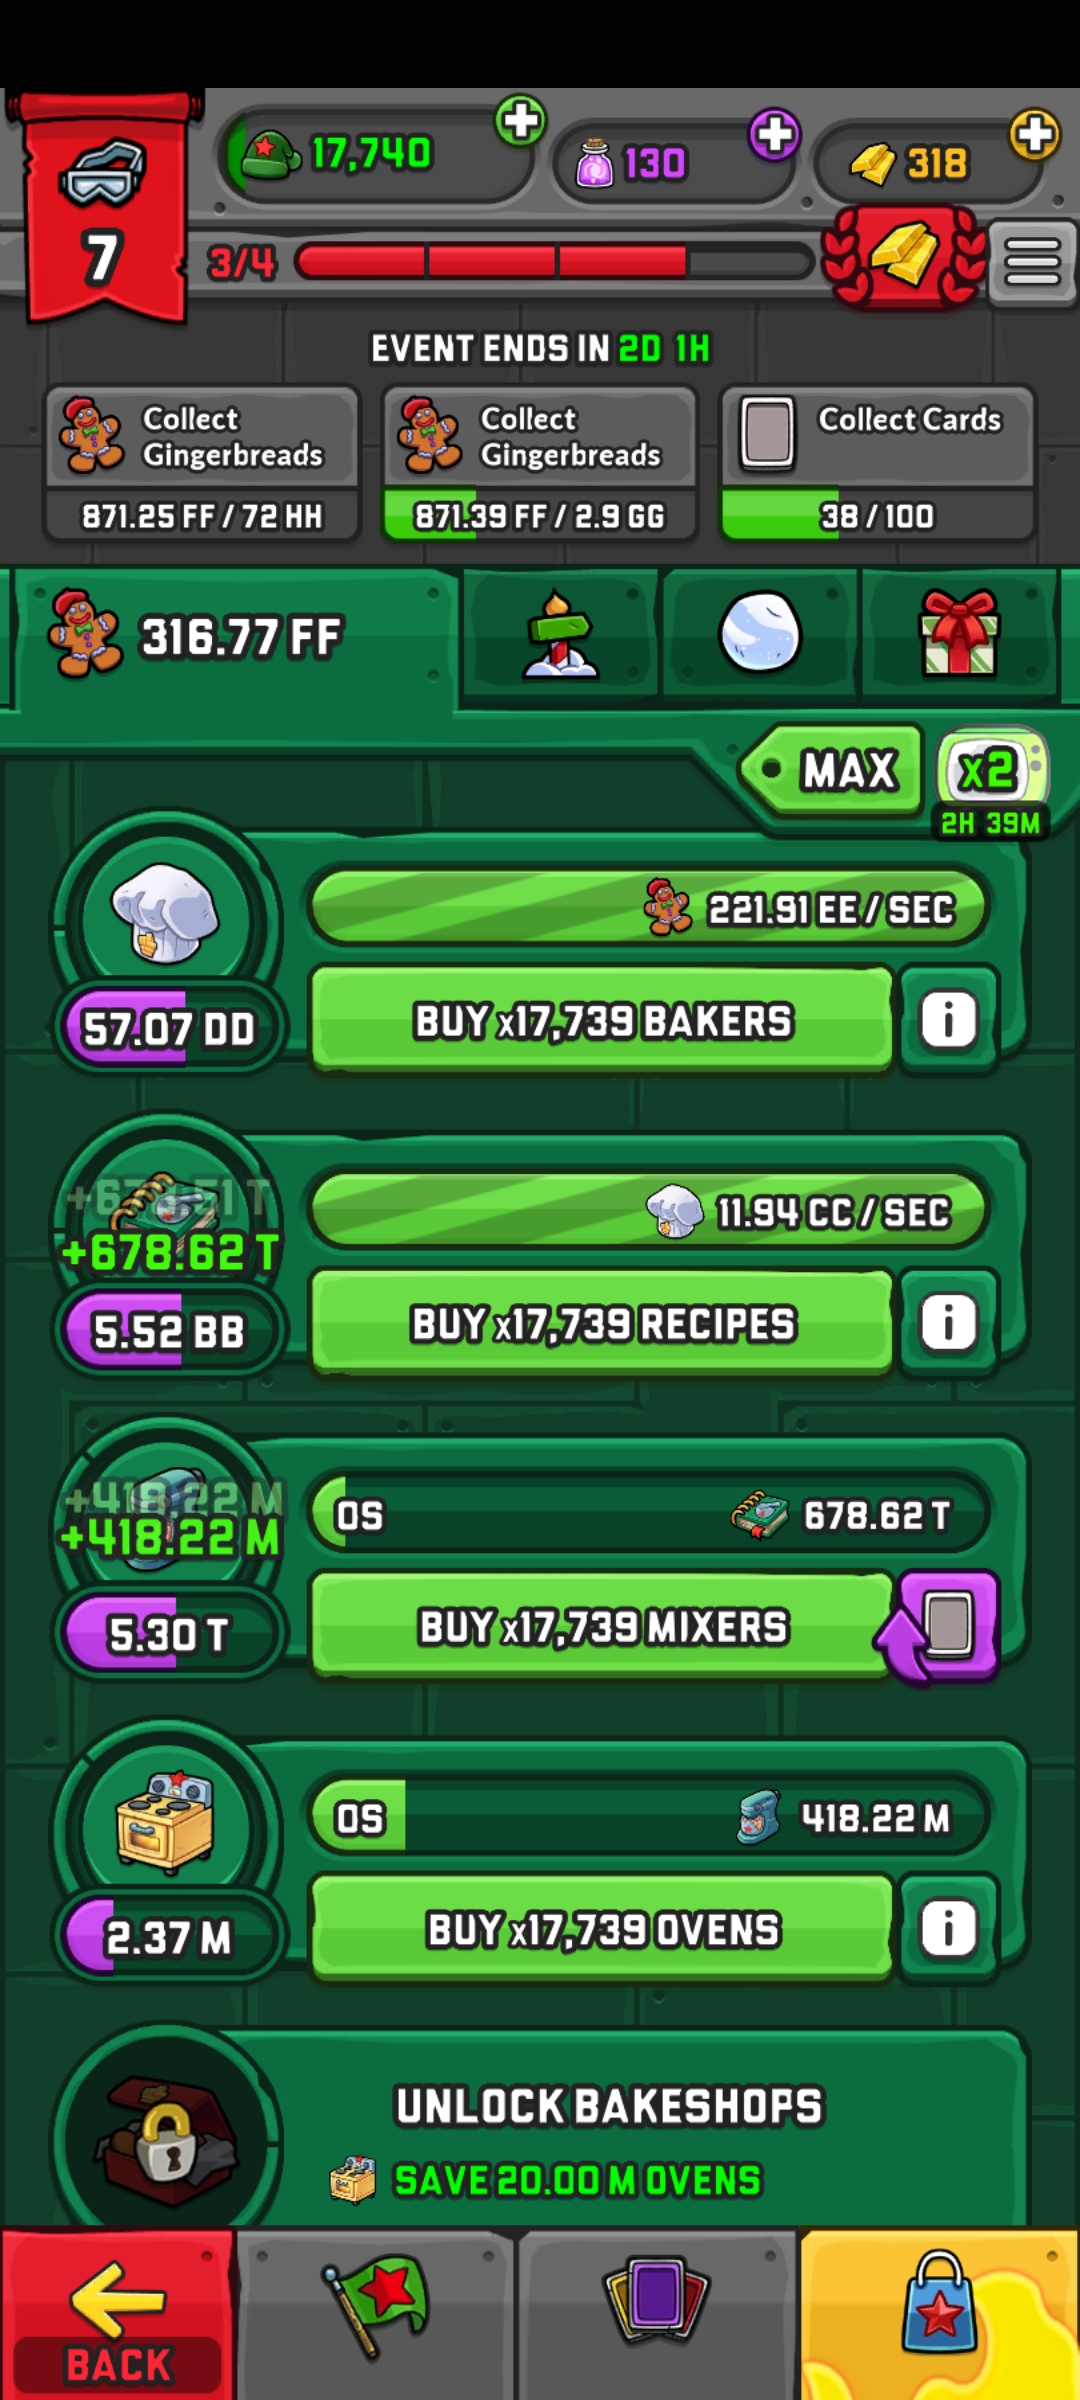 17,740
130
318
7
3/4
EVENT ENDS IN 2D 1H
Collect
Gingerbreads
871.25 FF / 72 HH
Collect
Gingerbreads
871.39 FF / 2.9 GG
Collect Cards
38 / 100
316.77 FF
MAX
x2
2H 39M
221.91 EE / SEC
57.07 DD
BUY x17,739 BAKERS
i
+678.51 T
+678.62 T
11.94 CC / SEC
5.52 BB
BUY x17,739 RECIPES
i
+418.22 M
+418.22 M
0S
678.62 T
5.30 T
BUY x17,739 MIXERS
0S
418.22 M
2.37 M
BUY x17,739 OVENS
i
UNLOCK BAKESHOPS
SAVE 20.00 M OVENS
BACK